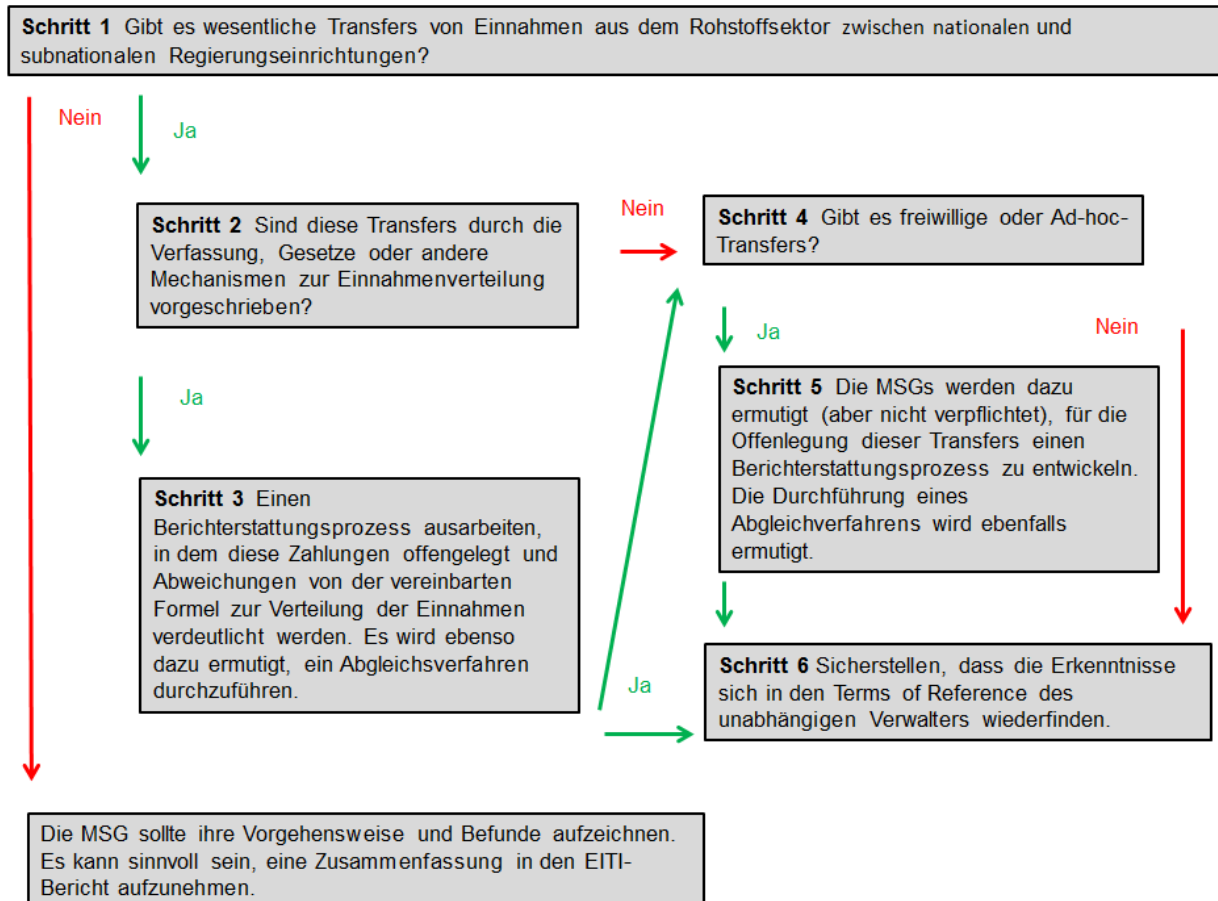 Schritt 1 Gibt es wesentliche Transfers von Einnahmen aus dem Rohstoffsektor zwischen nationalen und
subnationalen Regierungseinrichtungen?
Nein
Ja
Schritt 2 Sind diese Transfers durch die
Verfassung, Gesetze oder andere
Mechanismen zur Einnahmenverteilung
vorgeschrieben?
Nein
Schritt 4 Gibt es freiwillige oder Ad-hoc-
Transfers?
Ja
Nein
Ja
Schritt 5 Die MSGs werden dazu
ermutigt (aber nicht verpflichtet), für die
Offenlegung dieser Transfers einen
Berichterstattungsprozess zu entwickeln.
Die Durchführung eines
Abgleichverfahrens wird ebenfalls
ermutigt.
Schritt 3 Einen
Berichterstattungsprozess ausarbeiten,
in dem diese Zahlungen offengelegt und
Abweichungen von der vereinbarten
Formel zur Verteilung der Einnahmen
verdeutlicht werden. Es wird ebenso
dazu ermutigt, ein Abgleichsverfahren
durchzuführen.
Ja
Schritt 6 Sicherstellen, dass die Erkenntnisse
sich in den Terms of Reference des
unabhängigen Verwalters wiederfinden.
Die MSG sollte ihre Vorgehensweise und Befunde aufzeichnen.
Es kann sinnvoll sein, eine Zusammenfassung in den EITI-
Bericht aufzunehmen.